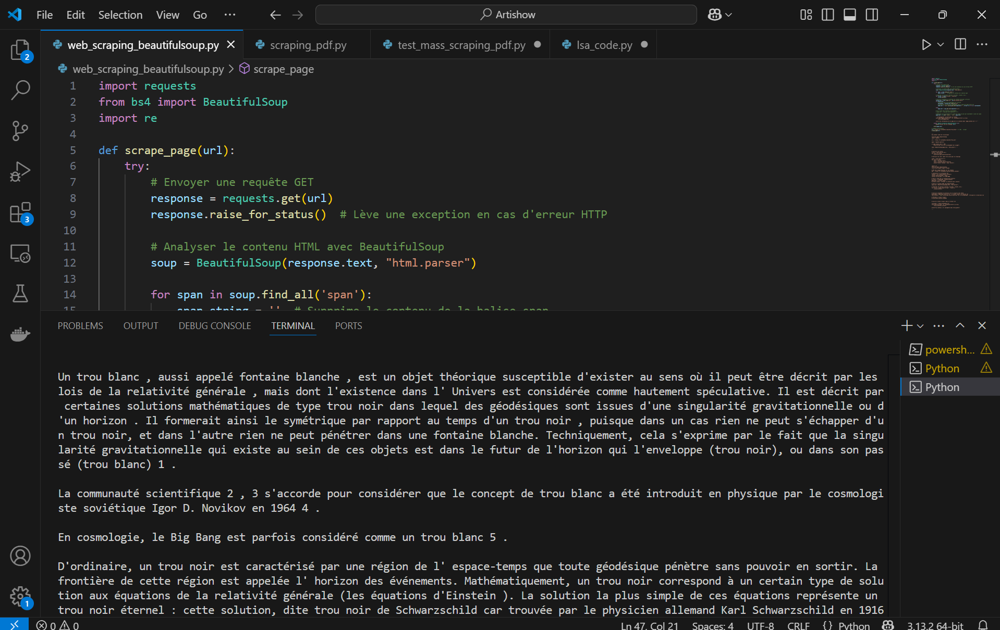 File Edit Selection View Go ··· Artishow
web_scraping_beautifulsoup.py scraping_pdf.py test_mass_scraping_pdf.py lsa_code.py
web_scraping_beautifulsoup.py > scrape_page
1 import requests
2 from bs4 import BeautifulSoup
3 import re
4
5 def scrape_page(url):
6 try:
7 # Envoyer une requête GET
8 response = requests.get(url)
9 response.raise_for_status() # Lève une exception en cas d'erreur HTTP
10
11 # Analyser le contenu HTML avec BeautifulSoup
12 soup = BeautifulSoup(response.text, "html.parser")
13
14 for span in soup.find_all('span'):
15 span.string = '' # Supprime le contenu de la balise span
PROBLEMS OUTPUT DEBUG CONSOLE TERMINAL PORTS
powersh...
Python
Python
Un trou blanc , aussi appelé fontaine blanche , est un objet théorique susceptible d'exister au sens où il peut être décrit par les
lois de la relativité générale , mais dont l'existence dans l' Univers est considérée comme hautement spéculative. Il est décrit par
certaines solutions mathématiques de type trou noir dans lequel des géodésiques sont issues d'une singularité gravitationnelle ou d
'un horizon . Il formerait ainsi le symétrique par rapport au temps d'un trou noir , puisque dans un cas rien ne peut s'échapper d'u
n trou noir, et dans l'autre rien ne peut pénétrer dans une fontaine blanche. Techniquement, cela s'exprime par le fait que la singu
larité gravitationnelle qui existe au sein de ces objets est dans le futur de l'horizon qui l'enveloppe (trou noir), ou dans son pas
sé (trou blanc) 1 .
La communauté scientifique 2 , 3 s'accorde pour considérer que le concept de trou blanc a été introduit en physique par le cosmologi
ste soviétique Igor D. Novikov en 1964 4 .
En cosmologie, le Big Bang est parfois considéré comme un trou blanc 5 .
D'ordinaire, un trou noir est caractérisé par une région de l' espace-temps que toute géodésique pénètre sans pouvoir en sortir. La
frontière de cette région est appelée l' horizon des événements. Mathématiquement, un trou noir correspond à un certain type de solu
tion aux équations de la relativité générale (les équations d'Einstein ). La solution la plus simple de ces équations représente un
trou noir éternel : cette solution, dite trou noir de Schwarzschild car trouvée par le physicien allemand Karl Schwarzschild en 1916
2
3
1
0 0 Ln 47, Col 21 Spaces: 4 UTF-8 CRLF {} Python 3.13.2 64-bit